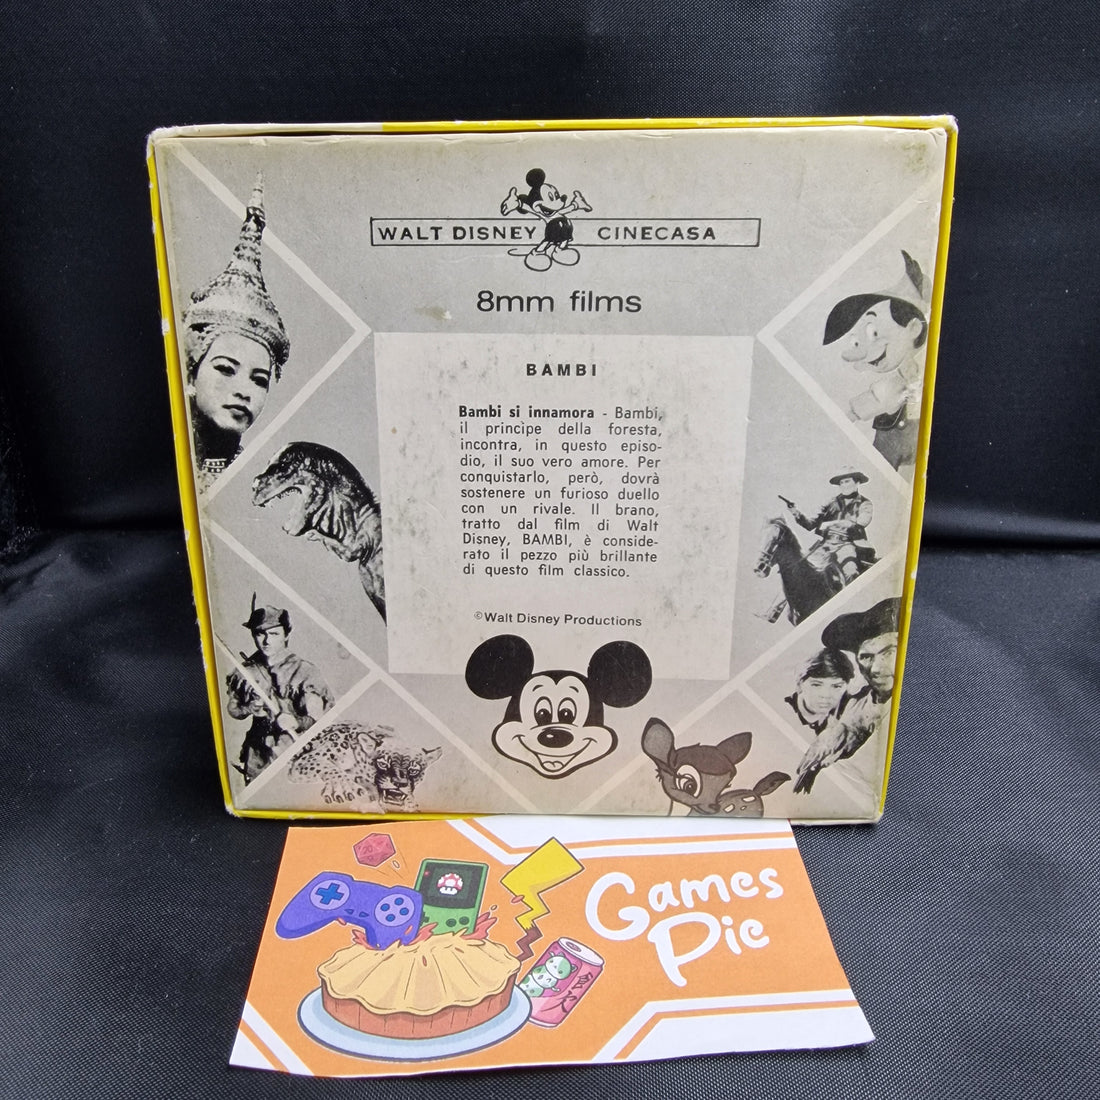 WALT DISNEY CINECASA
8mm films
BAMBI
Bambi si innamora - Bambi,
il principe della foresta,
incontra, in questo episo-
dio, il suo vero amore. Per
conquistarlo, però, dovrà
sostenere un furioso duello
con un rivale. Il brano,
tratto dal film di Walt
Disney, BAMBI, è conside-
rato il pezzo più brillante
di questo film classico.
©Walt Disney Productions
Games
Pie